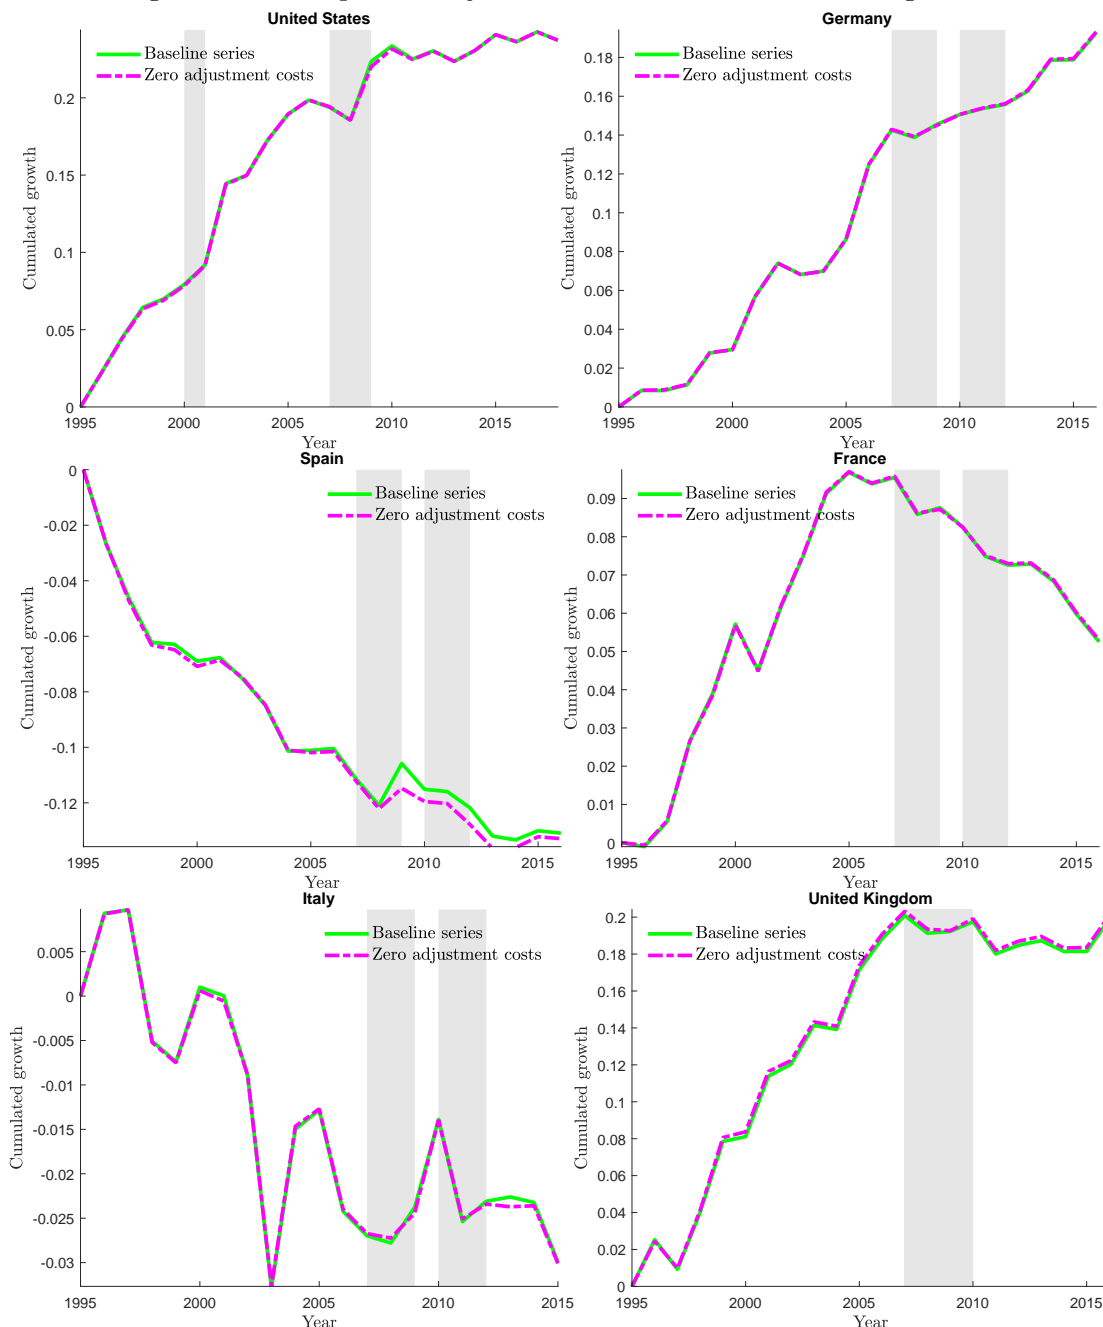 United States
Baseline series
Zero adjustment costs
Cumulated growth
0.2
0.15
0.1
0.05
0
1995 2000 2005 2010 2015
Year
Germany
Baseline series
Zero adjustment costs
Cumulated growth
0.18
0.16
0.14
0.12
0.1
0.08
0.06
0.04
0.02
0
1995 2000 2005 2010 2015
Year
Spain
Baseline series
Zero adjustment costs
Cumulated growth
0
-0.02
-0.04
-0.06
-0.08
-0.1
-0.12
1995 2000 2005 2010 2015
Year
France
Baseline series
Zero adjustment costs
Cumulated growth
0.09
0.08
0.07
0.06
0.05
0.04
0.03
0.02
0.01
0
1995 2000 2005 2010 2015
Year
Italy
Baseline series
Zero adjustment costs
Cumulated growth
0.005
0
-0.005
-0.01
-0.015
-0.02
-0.025
-0.03
1995 2000 2005 2010 2015
Year
United Kingdom
Baseline series
Zero adjustment costs
Cumulated growth
0.2
0.18
0.16
0.14
0.12
0.1
0.08
0.06
0.04
0.02
0
1995 2000 2005 2010 2015
Year